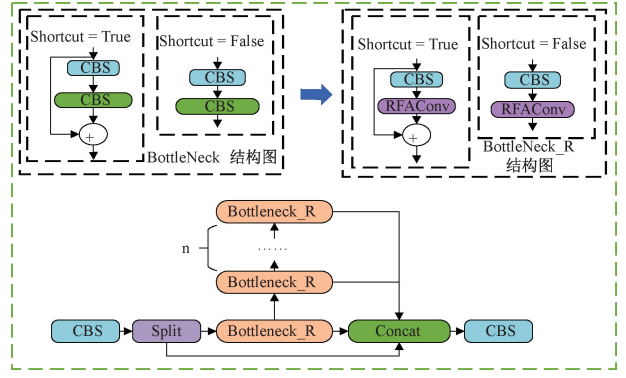 Shortcut = True
CBS
CBS
+
Shortcut = False
CBS
CBS
BottleNeck 结构图
Shortcut = True
CBS
RFAConv
+
Shortcut = False
CBS
RFAConv
BottleNeck_R
结构图
Bottleneck_R
n
……
Bottleneck_R
CBS
Split
Bottleneck_R
Concat
CBS